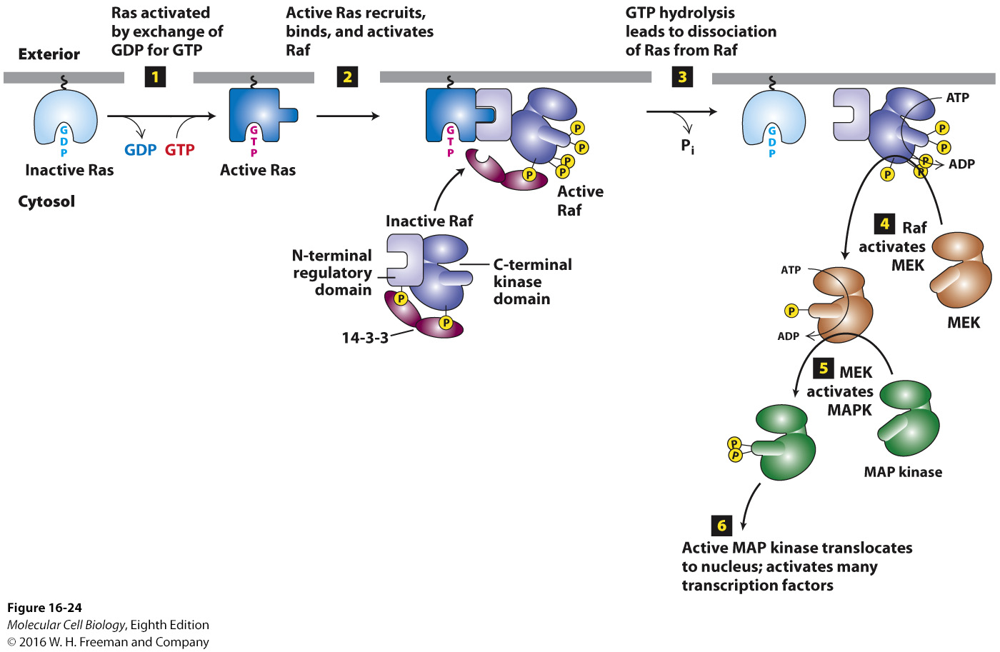 Ras activated
by exchange of
GDP for GTP
1
Active Ras recruits,
binds, and activates
Raf
2
GTP hydrolysis
leads to dissociation
of Ras from Raf
3
Exterior
G
D
P
Inactive Ras
Cytosol
GDP
GTP
G
T
P
Active Ras
G
T
P
P
P
P
P
P
Active
Raf
Inactive Raf
N-terminal
regulatory
domain
C-terminal
kinase
domain
P
P
14-3-3
Pi
G
D
P
ATP
P
P
P
P
P
ADP
4
Raf
activates
MEK
MEK
ATP
P
ADP
5
MEK
activates
MAPK
P
P
MAP kinase
6
Active MAP kinase translocates
to nucleus; activates many
transcription factors
Figure 16-24
Molecular Cell Biology, Eighth Edition
© 2016 W. H. Freeman and Company